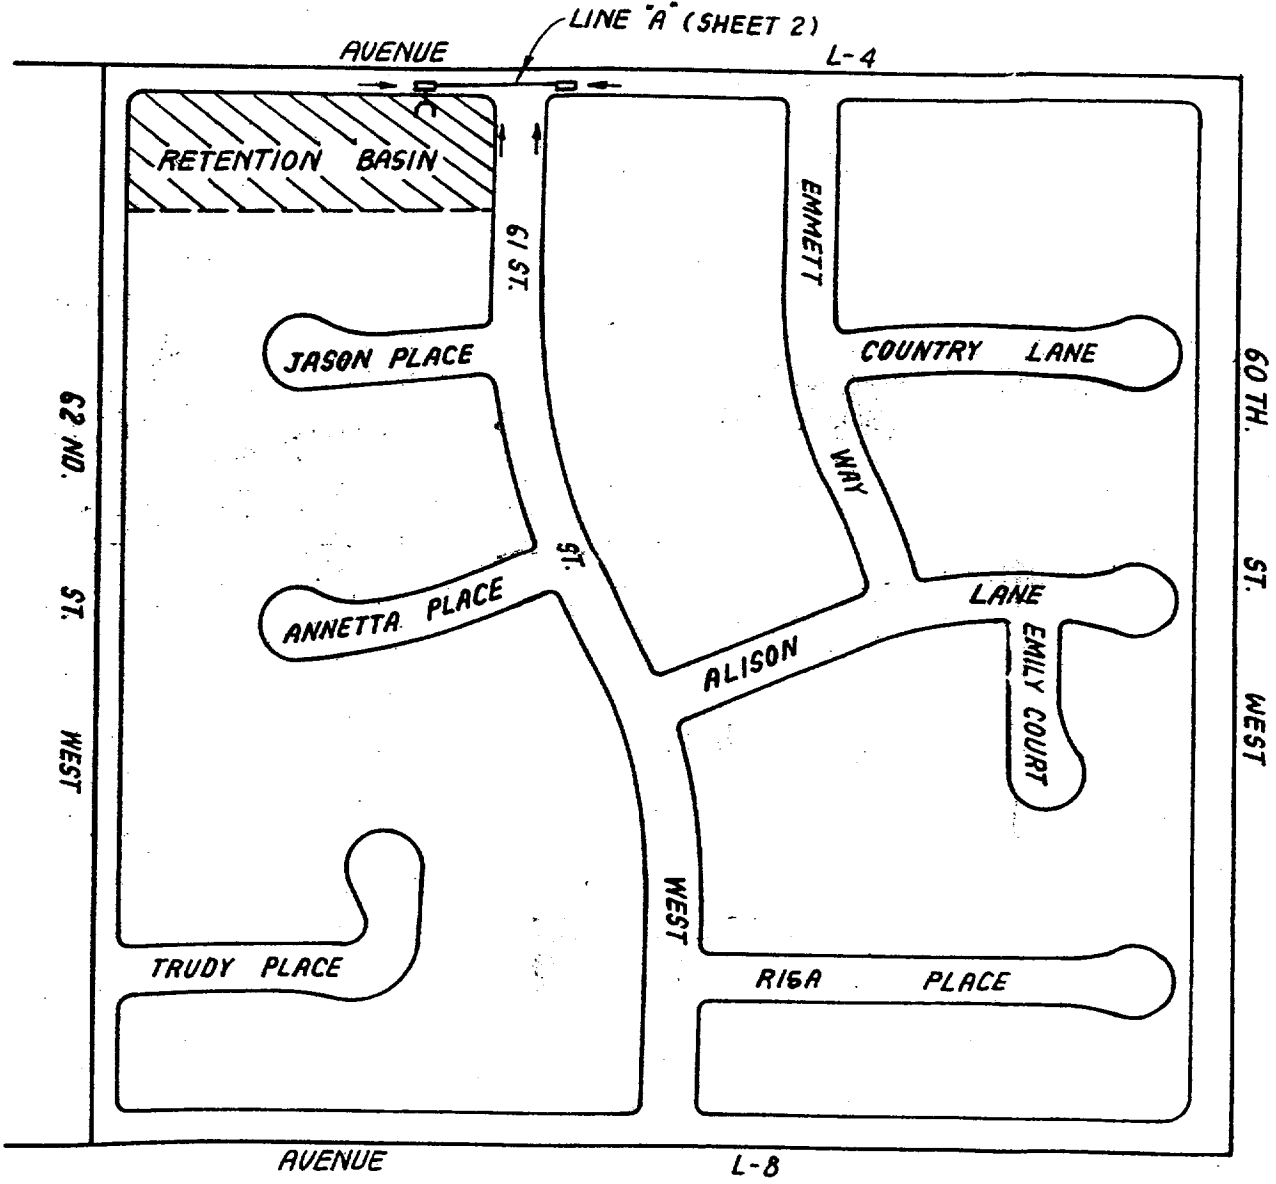 LINE "A" (SHEET 2)
AVENUE L-4
RETENTION BASIN
61 ST.
EMMETT
JASON PLACE
COUNTRY LANE
60 TH. ST. WEST
62 ND. ST. WEST
WAY
ST.
ANNETTA PLACE
LANE
ALISON
EMILY COURT
WEST
TRUDY PLACE
RISA PLACE
AVENUE L-8